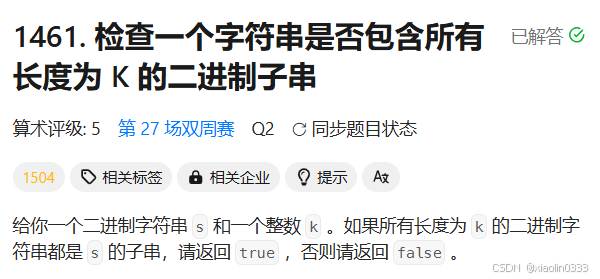 1461. 检查一个字符串是否包含所有
长度为 K 的二进制子串
已解答
算术评级: 5 第 27 场双周赛 Q2 同步题目状态
1504 相关标签 相关企业 提示 Az
给你一个二进制字符串 s 和一个整数 k 。如果所有长度为 k 的二进制字
符串都是 s 的子串，请返回 true ，否则请返回 false 。
CSDN @xiaolin0333